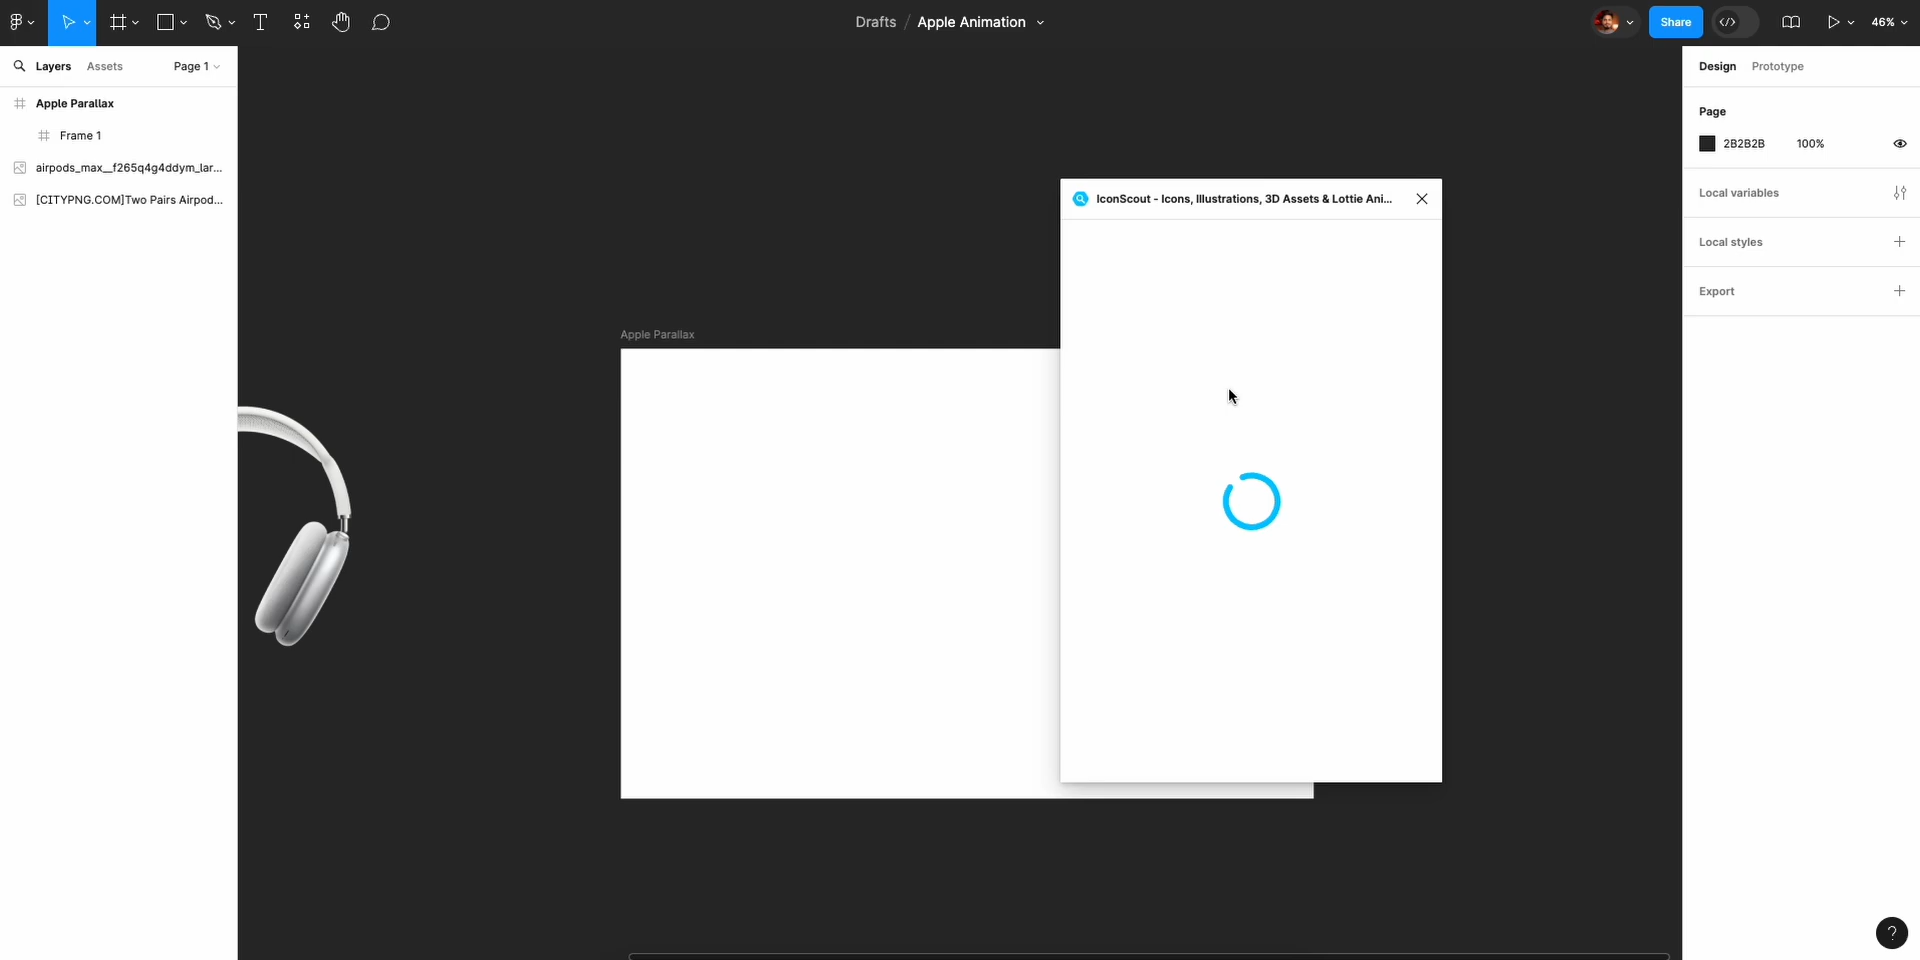 Drafts / Apple Animation
Share
46%
Layers
Assets
Page 1
Apple Parallax
Frame 1
airpods_max__f265q4g4ddym_lar...
[CITYPNG.COM]Two Pairs Airpod...
Apple Parallax
IconScout - Icons, Illustrations, 3D Assets & Lottie Ani...
Design
Prototype
Page
2B2B2B
100%
Local variables
Local styles
Export
?